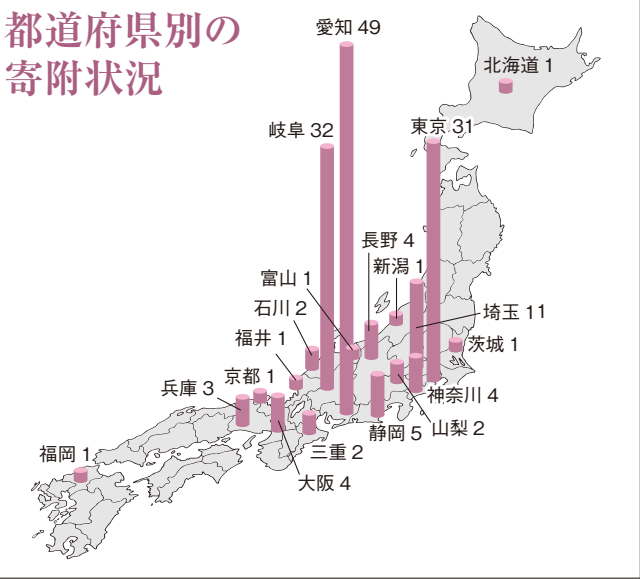 都道府県別の
寄附状況
愛知 49
北海道 1
岐阜 32
東京 31
長野 4
新潟 1
富山 1
石川 2
埼玉 11
福井 1
茨城 1
京都 1
兵庫 3
神奈川 4
山梨 2
静岡 5
三重 2
福岡 1
大阪 4